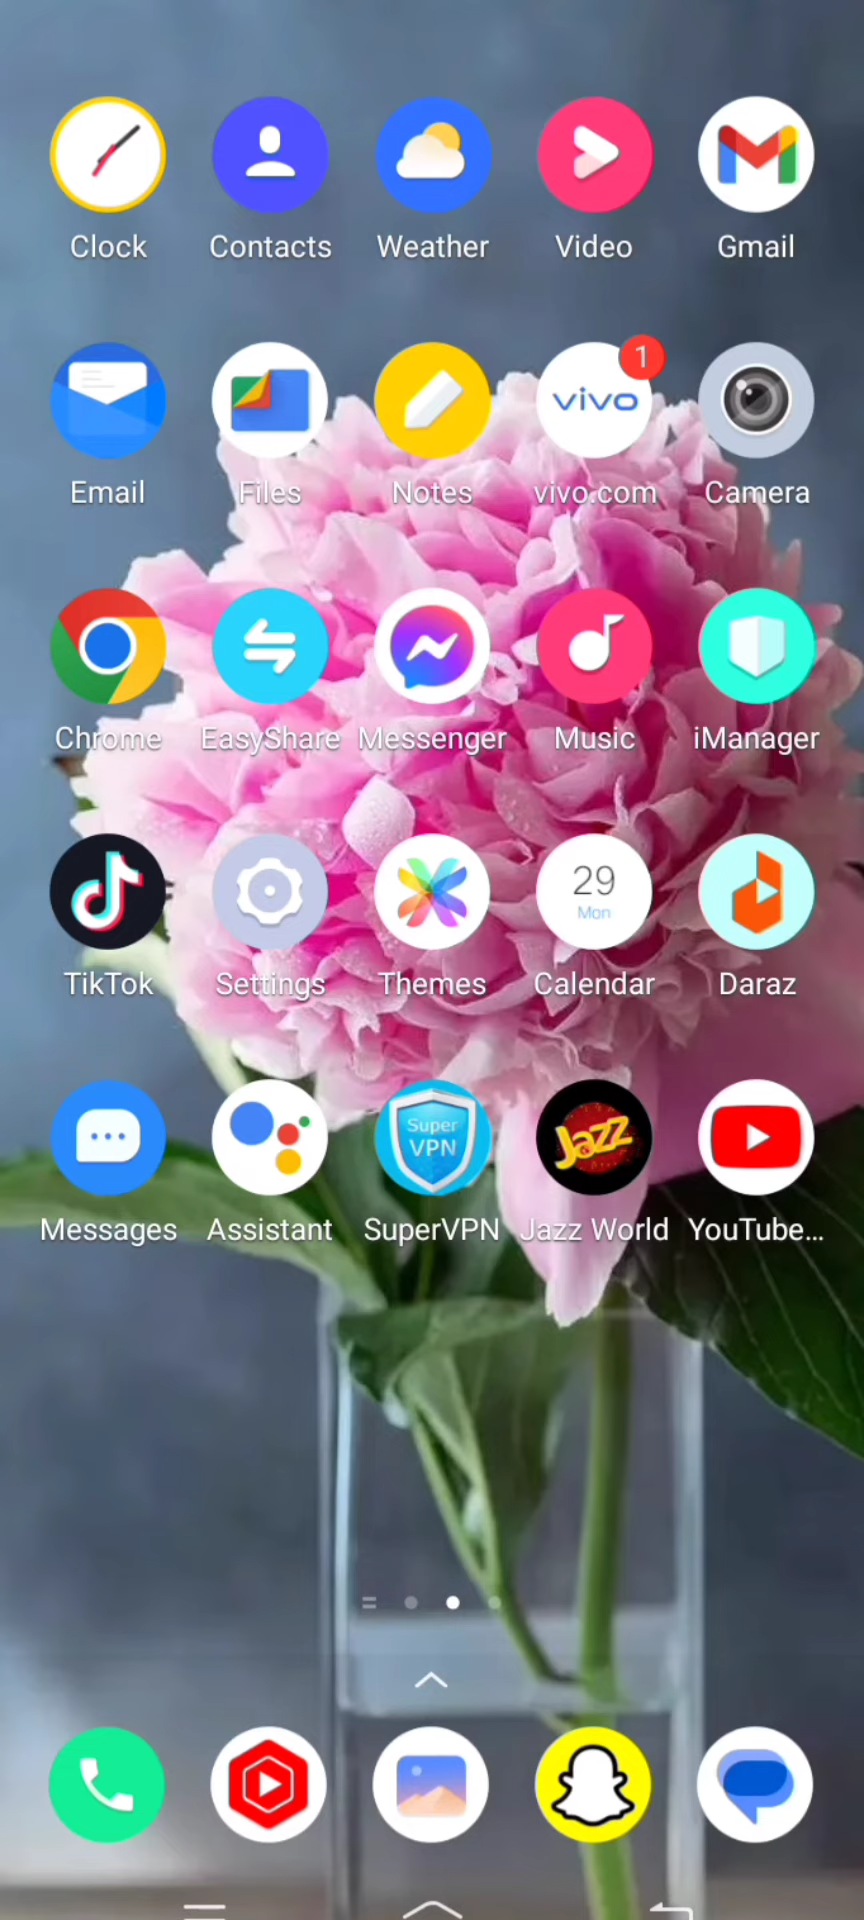 Clock Contacts Weather Video Gmail
1
vivo
Email Files Notes vivo.com Camera
Chrome EasyShare Messenger Music iManager
29
Mon
TikTok Settings Themes Calendar Daraz
Super
VPN
Jazz
Messages Assistant SuperVPN Jazz World YouTube...